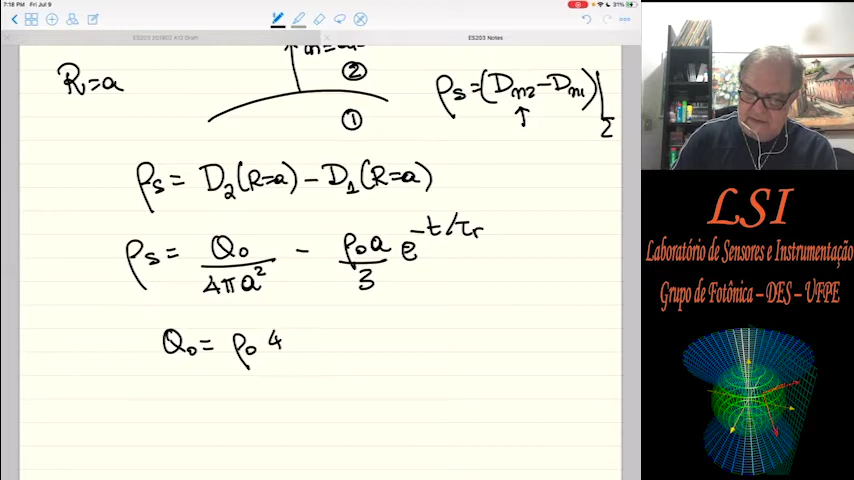 7:18 PM Fri Jul 9
31%
ES203 2018E2 A12 Draft
ES203 Notes
R=a
②
①
ρs = (Dn2 − Dn1)|Σ
ρs = D2(R=a) − D1(R=a)
ρs = Q0/4πa² − ρ0a/3 e^−t/τr
Q0 = ρ0 4
LSI
Laboratório de Sensores e Instrumentação
Grupo de Fotônica – DES – UFPE